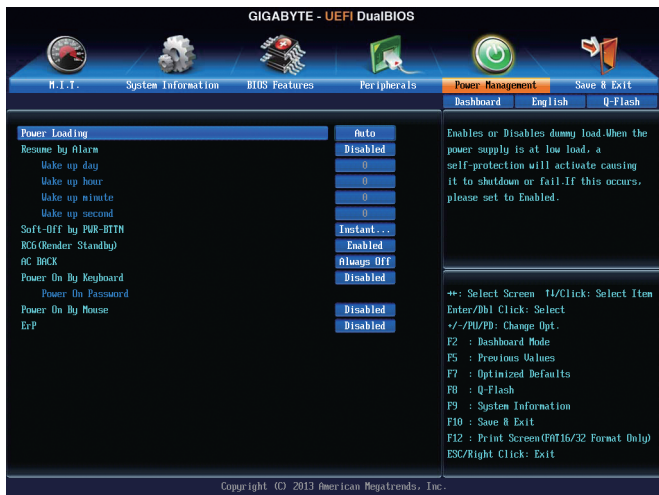 GIGABYTE - UEFI DualBIOS
M.I.T. System Information BIOS Features Peripherals Power Management Save & Exit
Dashboard English Q-Flash
Power Loading Auto
Resume by Alarm Disabled
Wake up day 0
Wake up hour 0
Wake up minute 0
Wake up second 0
Soft-Off by PWR-BTTN Instant...
RC6(Render Standby) Enabled
AC BACK Always Off
Power On By Keyboard Disabled
Power On Password
Power On By Mouse Disabled
ErP Disabled
Enables or Disables dummy load.When the
power supply is at low load, a
self-protection will activate causing
it to shutdown or fail.If this occurs,
please set to Enabled.
→←: Select Screen ↑↓/Click: Select Item
Enter/Dbl Click: Select
+/-/PU/PD: Change Opt.
F2 : Dashboard Mode
F5 : Previous Values
F7 : Optimized Defaults
F8 : Q-Flash
F9 : System Information
F10 : Save & Exit
F12 : Print Screen(FAT16/32 Format Only)
ESC/Right Click: Exit
Copyright (C) 2013 American Megatrends, Inc.